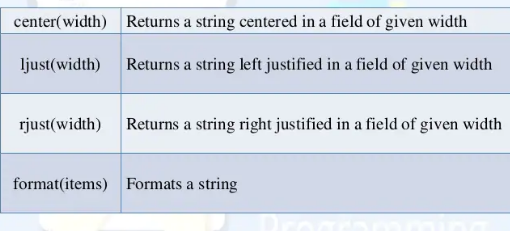 center(width) Returns a string centered in a field of given width
ljust(width) Returns a string left justified in a field of given width
rjust(width) Returns a string right justified in a field of given width
format(items) Formats a string
Programming